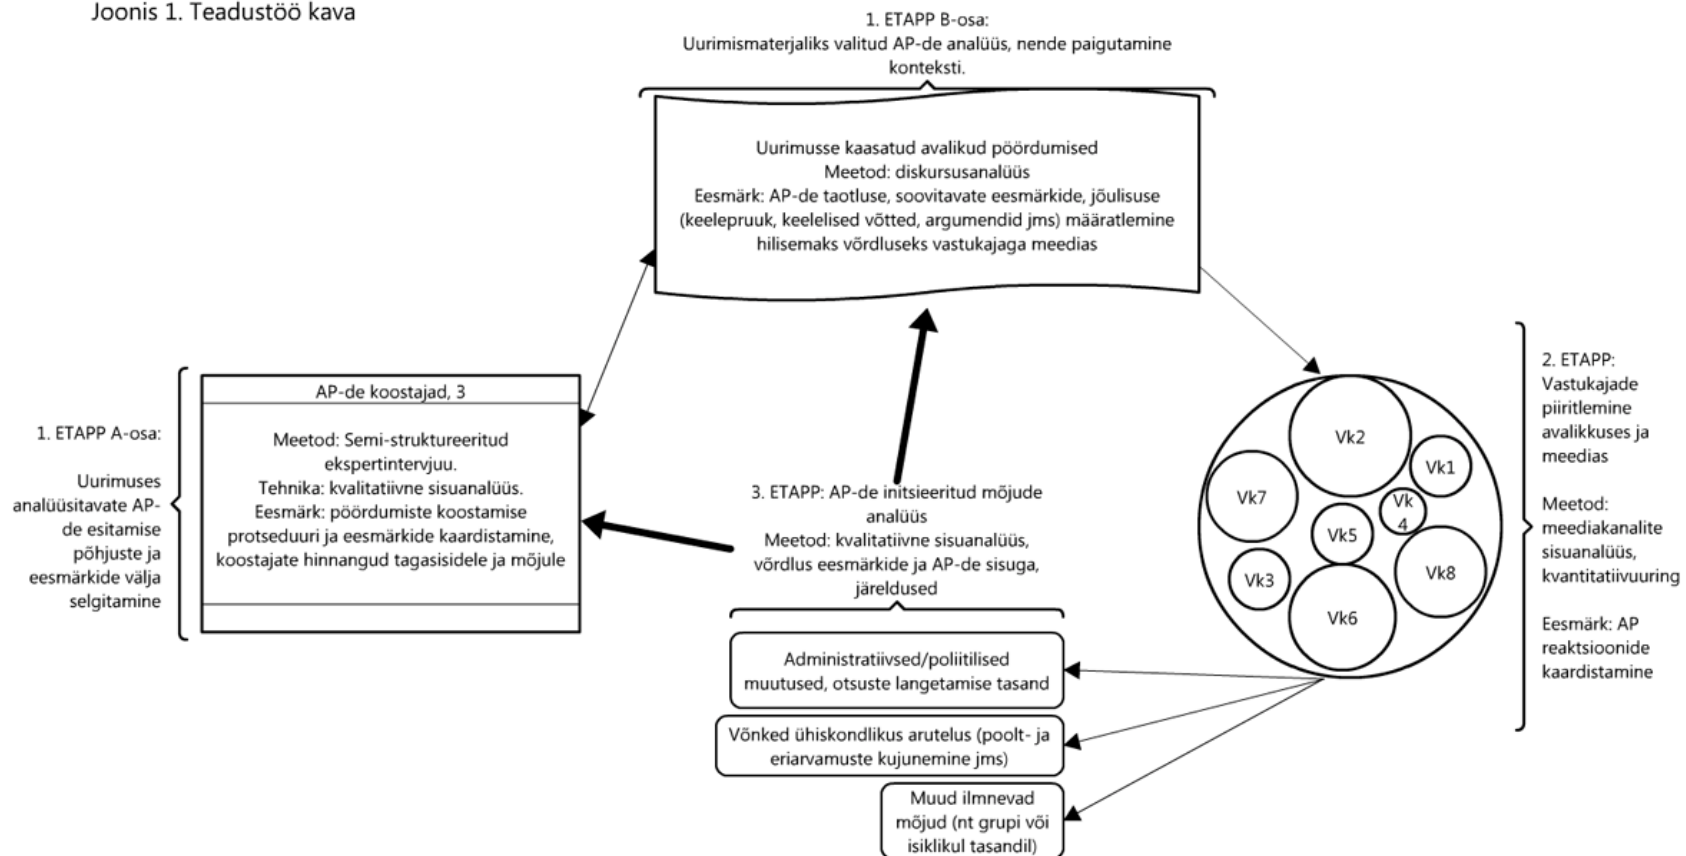 Joonis 1. Teadustöö kava
1. ETAPP B-osa:
Uurimismaterjaliks valitud AP-de analüüs, nende paigutamine
konteksti.
Uurimusse kaasatud avalikud pöördumised
Meetod: diskursusanalüüs
Eesmärk: AP-de taotluse, soovitavate eesmärkide, jõulisuse
(keelepruuk, keelelised võtted, argumendid jms) määratlemine
hilisemaks võrdluseks vastukajaga meedias
1. ETAPP A-osa:
Uurimuses
analüüsitavate AP-
de esitamise
põhjuste ja
eesmärkide välja
selgitamine
AP-de koostajad, 3
Meetod: Semi-struktureeritud
ekspertintervjuu.
Tehnika: kvalitatiivne sisuanalüüs.
Eesmärk: pöördumiste koostamise
protseduuri ja eesmärkide kaardistamine,
koostajate hinnangud tagasisidele ja mõjule
3. ETAPP: AP-de initsieeritud mõjude
analüüs
Meetod: kvalitatiivne sisuanalüüs,
võrdlus eesmärkide ja AP-de sisuga,
järeldused
Administratiivsed/poliitilised
muutused, otsuste langetamise tasand
Võnked ühiskondlikus arutelus (poolt- ja
eriarvamuste kujunemine jms)
Muud ilmnevad
mõjud (nt grupi või
isiklikul tasandil)
Vk2
Vk1
Vk7
Vk
4
Vk5
Vk3
Vk8
Vk6
2. ETAPP:
Vastukajade
piiritlemine
avalikkuses ja
meedias
Meetod:
meediakanalite
sisuanalüüs,
kvantitatiivuuring
Eesmärk: AP
reaktsioonide
kaardistamine